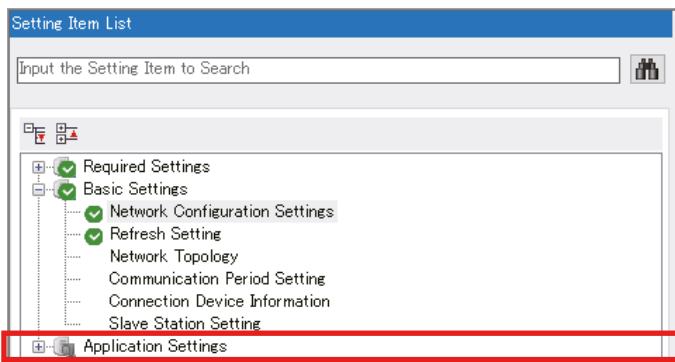 Setting Item List
Input the Setting Item to Search
Required Settings
Basic Settings
Network Configuration Settings
Refresh Setting
Network Topology
Communication Period Setting
Connection Device Information
Slave Station Setting
Application Settings